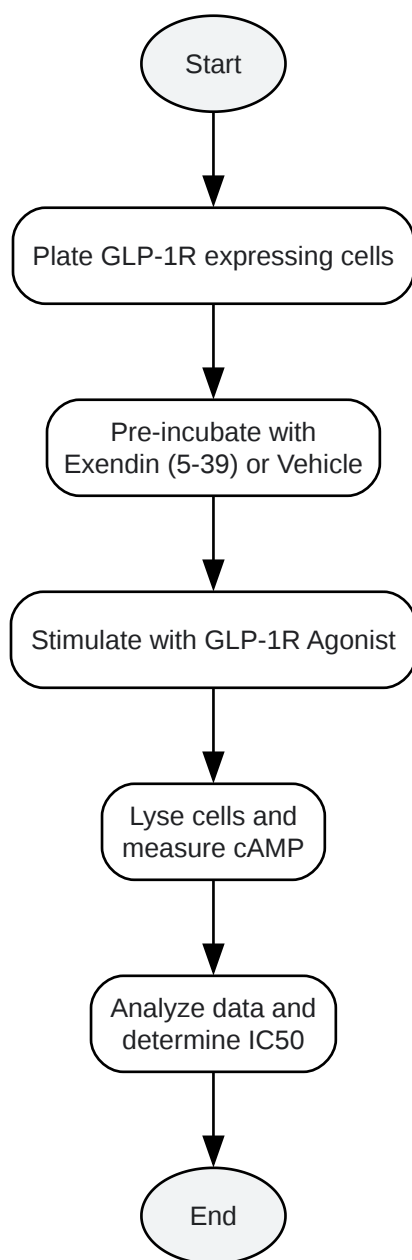 Start
Plate GLP-1R expressing cells
Pre-incubate with
Exendin (5-39) or Vehicle
Stimulate with GLP-1R Agonist
Lyse cells and
measure cAMP
Analyze data and
determine IC50
End